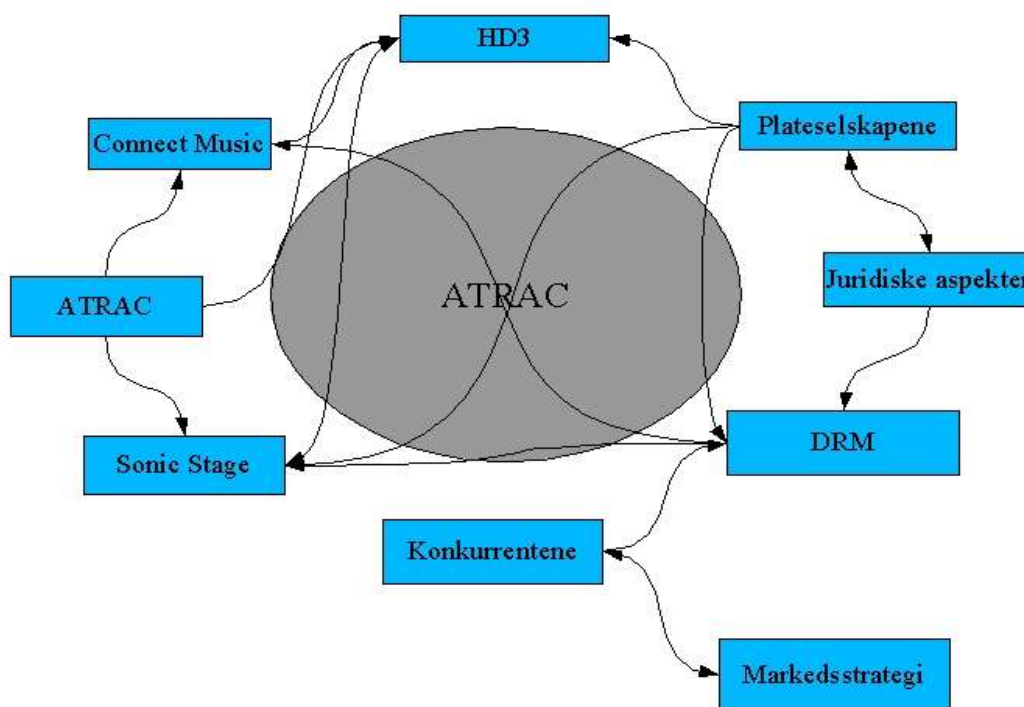 HD3
Plateselskapene
Connect Music
Juridiske aspekter
ATRAC
ATRAC
DRM
Sonic Stage
Konkurrentene
Markedsstrategi